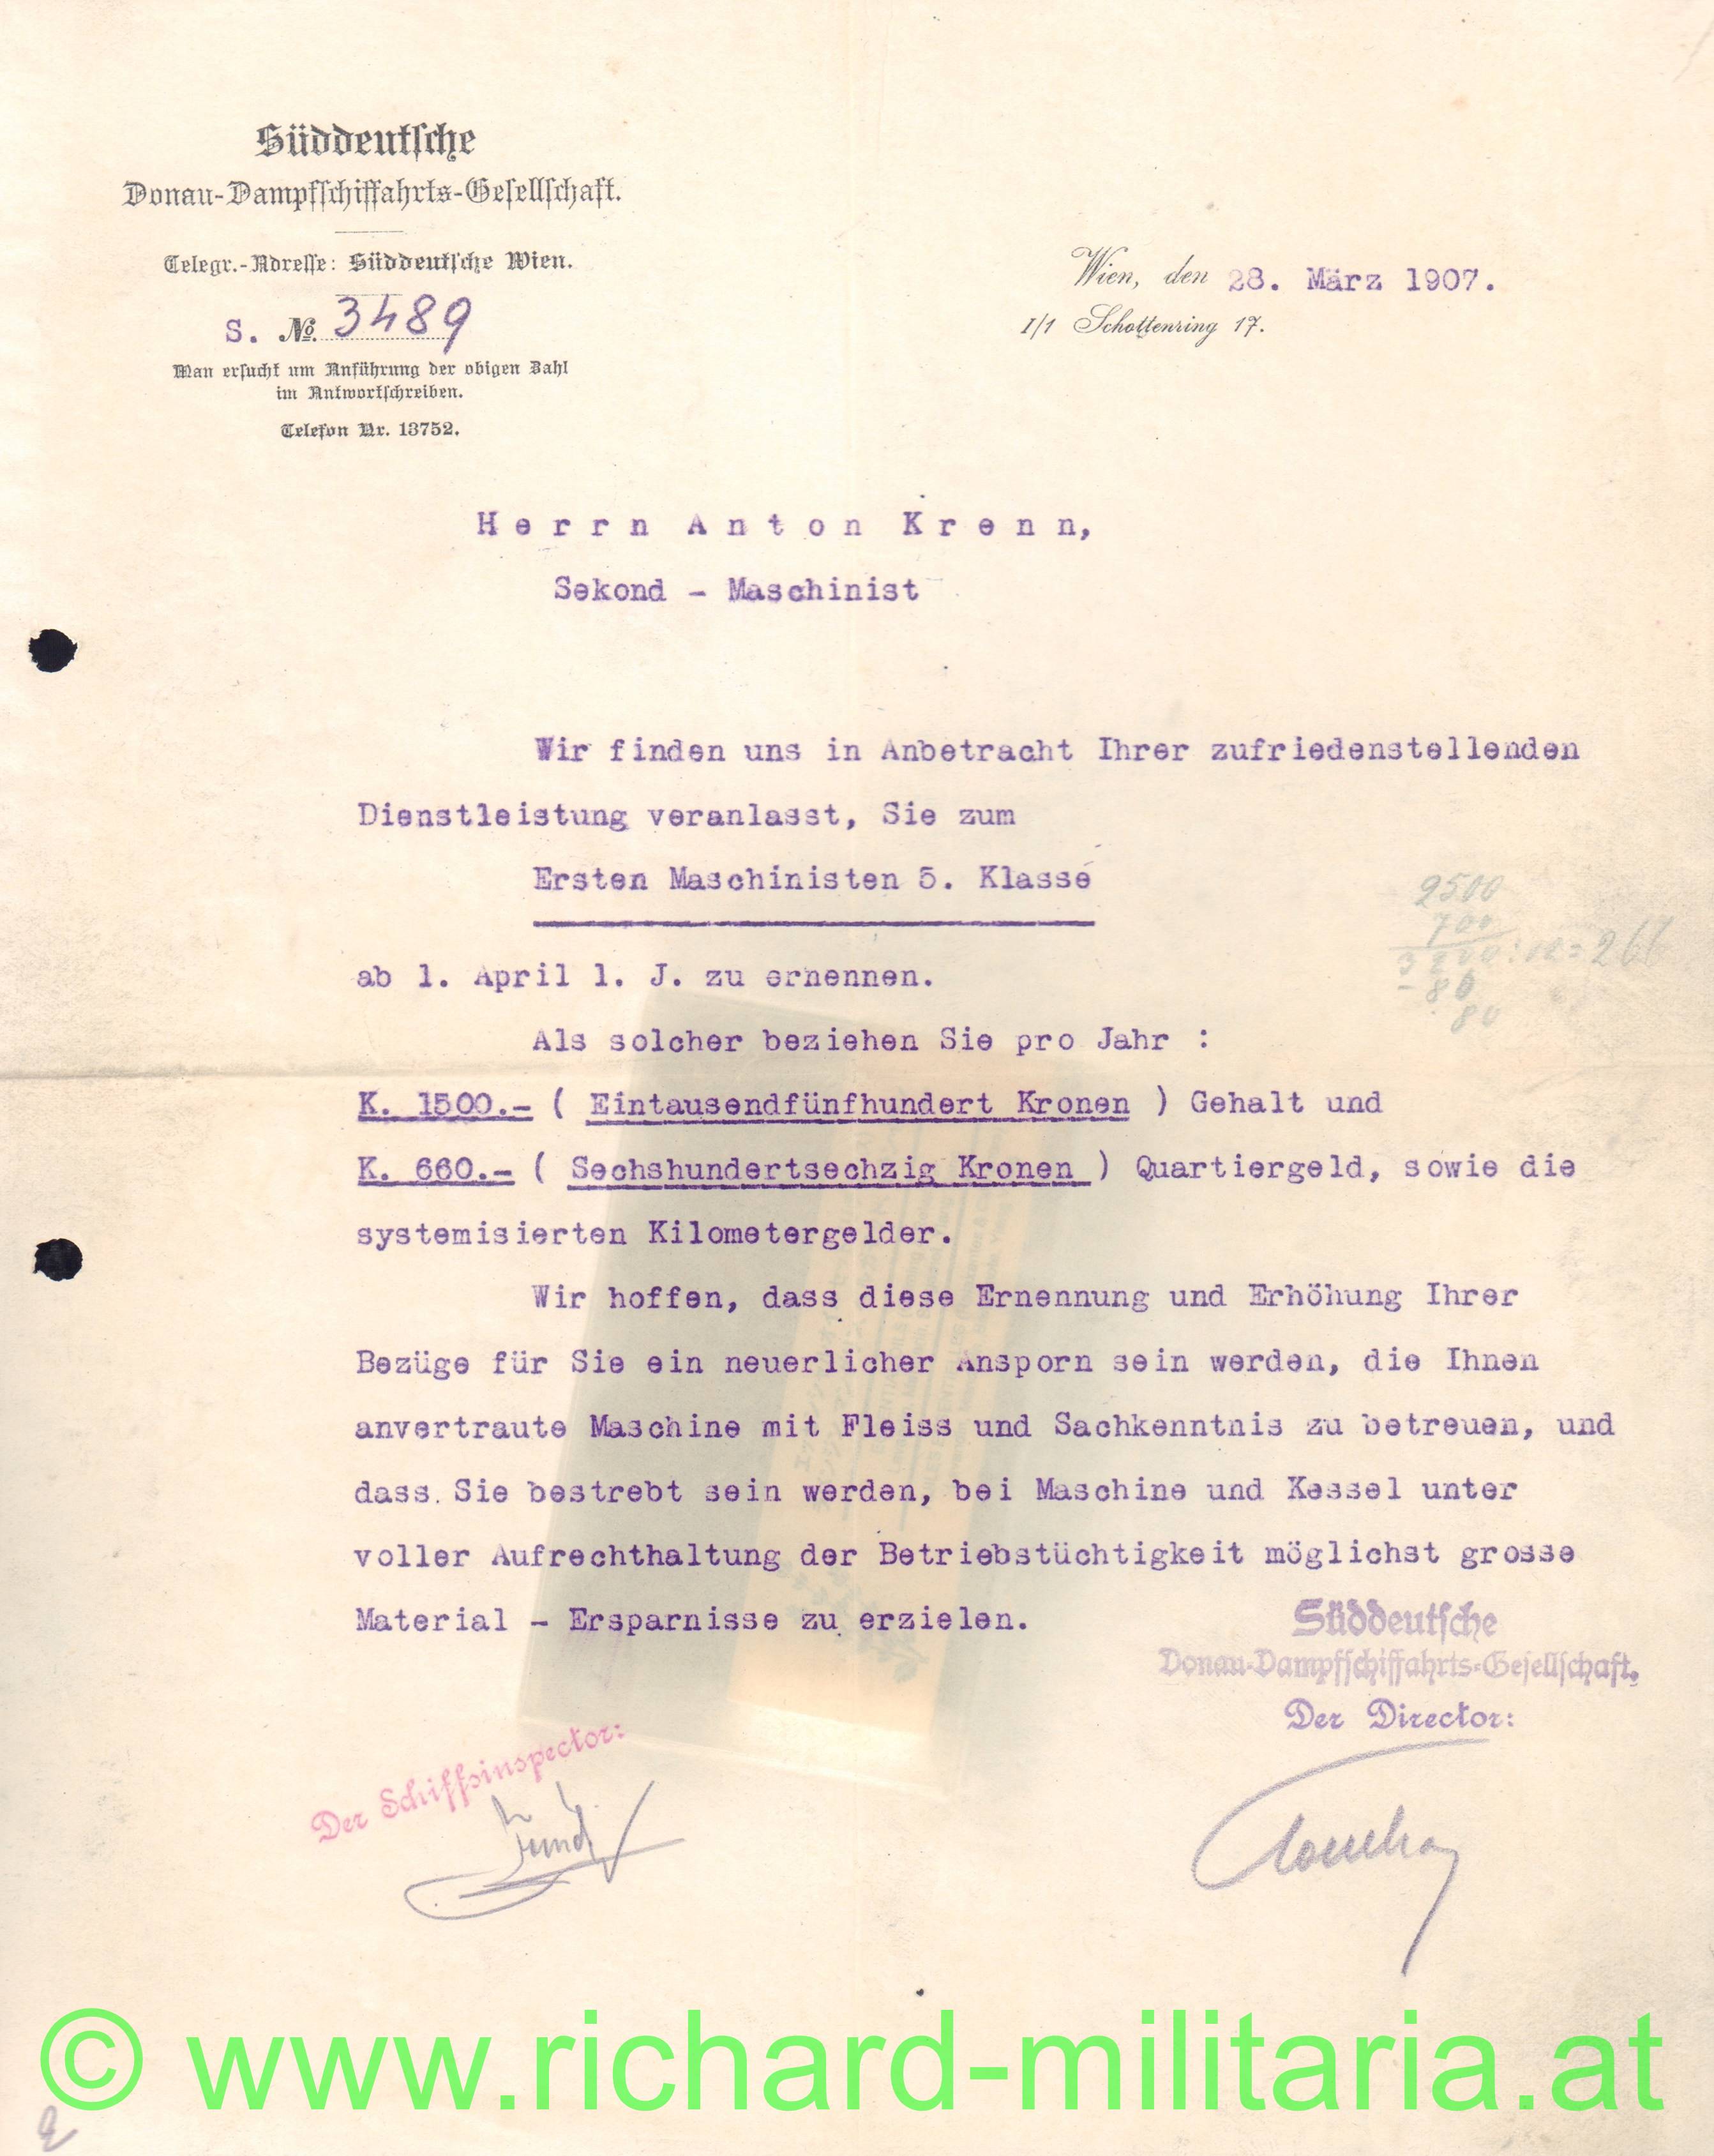 Süddeutsche
Donau-Dampfschiffahrts-Gesellschaft.
Telegr.-Adresse: Süddeutsche Wien.
S. No. 3489
Man ersucht um Anführung der obigen Zahl
im Antwortschreiben.
Telefon Nr. 13752.
Wien, den 28. März 1907.
I/1 Schottenring 17.
Herrn Anton Krenn,
Sekond - Maschinist
Wir finden uns in Anbetracht Ihrer zufriedenstellenden
Dienstleistung veranlasst, Sie zum
Ersten Maschinisten 5. Klasse
ab 1. April l. J. zu ernennen.
2500
700
3200:12=266
-80
80
Als solcher beziehen Sie pro Jahr :
K. 1500.- ( Eintausendfünfhundert Kronen ) Gehalt und
K. 660.- ( Sechshundertsechzig Kronen ) Quartiergeld, sowie die
systemisierten Kilometergelder.
Wir hoffen, dass diese Ernennung und Erhöhung Ihrer
Bezüge für Sie ein neuerlicher Ansporn sein werden, die Ihnen
anvertraute Maschine mit Fleiss und Sachkenntnis zu betreuen, und
dass Sie bestrebt sein werden, bei Maschine und Kessel unter
voller Aufrechthaltung der Betriebstüchtigkeit möglichst grosse
Material - Ersparnisse zu erzielen.
Süddeutsche
Donau-Dampfschiffahrts-Gesellschaft.
Der Director:
Der Schiffsinspector:
© www.richard-militaria.at